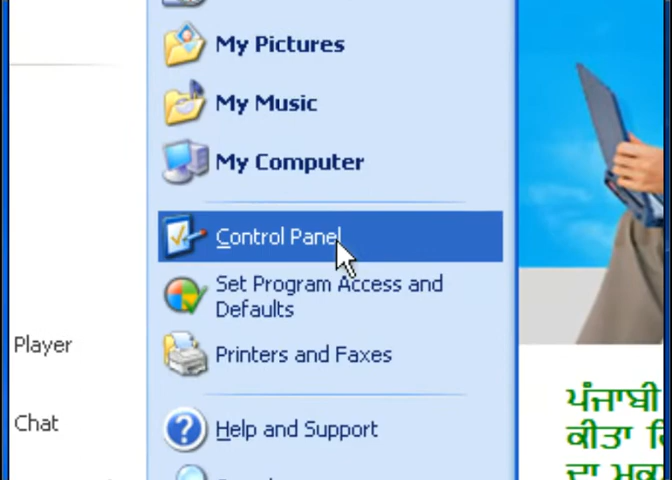 My Pictures
My Music
My Computer
Control Panel
Set Program Access and
Defaults
Printers and Faxes
Help and Support
Player
Chat
ਪੰਜਾਬੀ
ਕੀਤਾ
ਦਾ